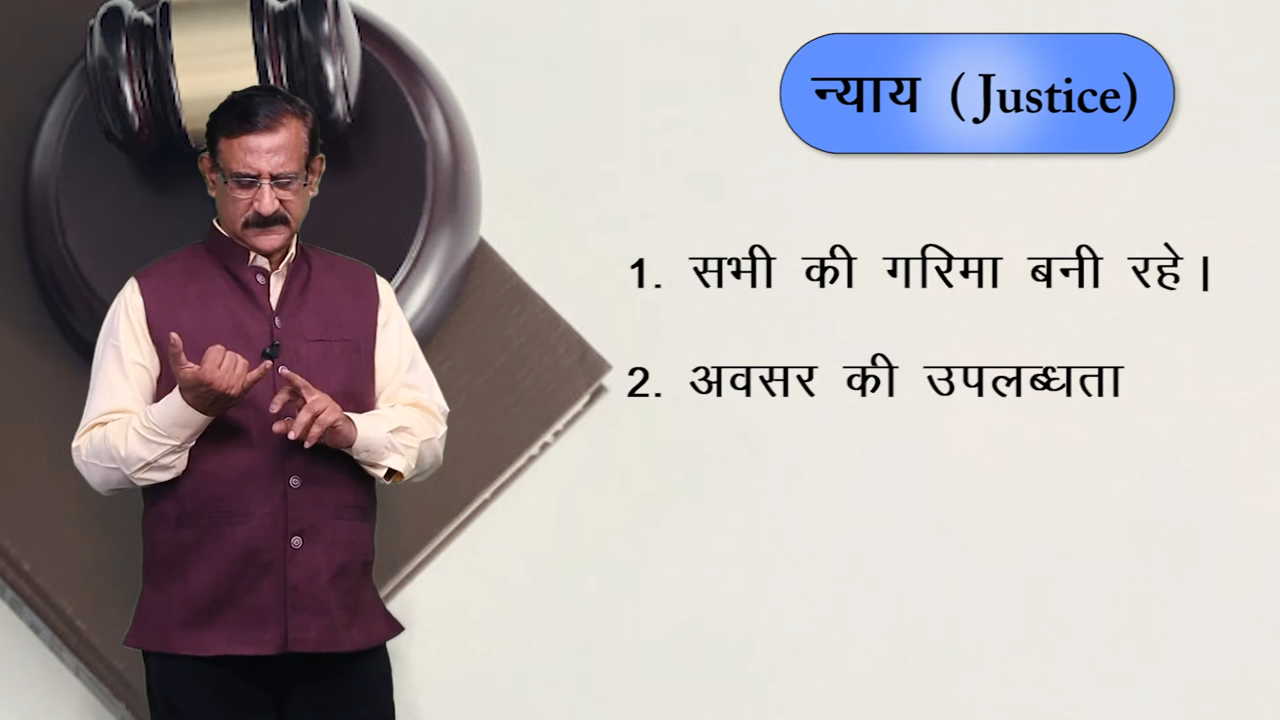 न्याय (Justice)
1. सभी की गरिमा बनी रहे।
2. अवसर की उपलब्धता